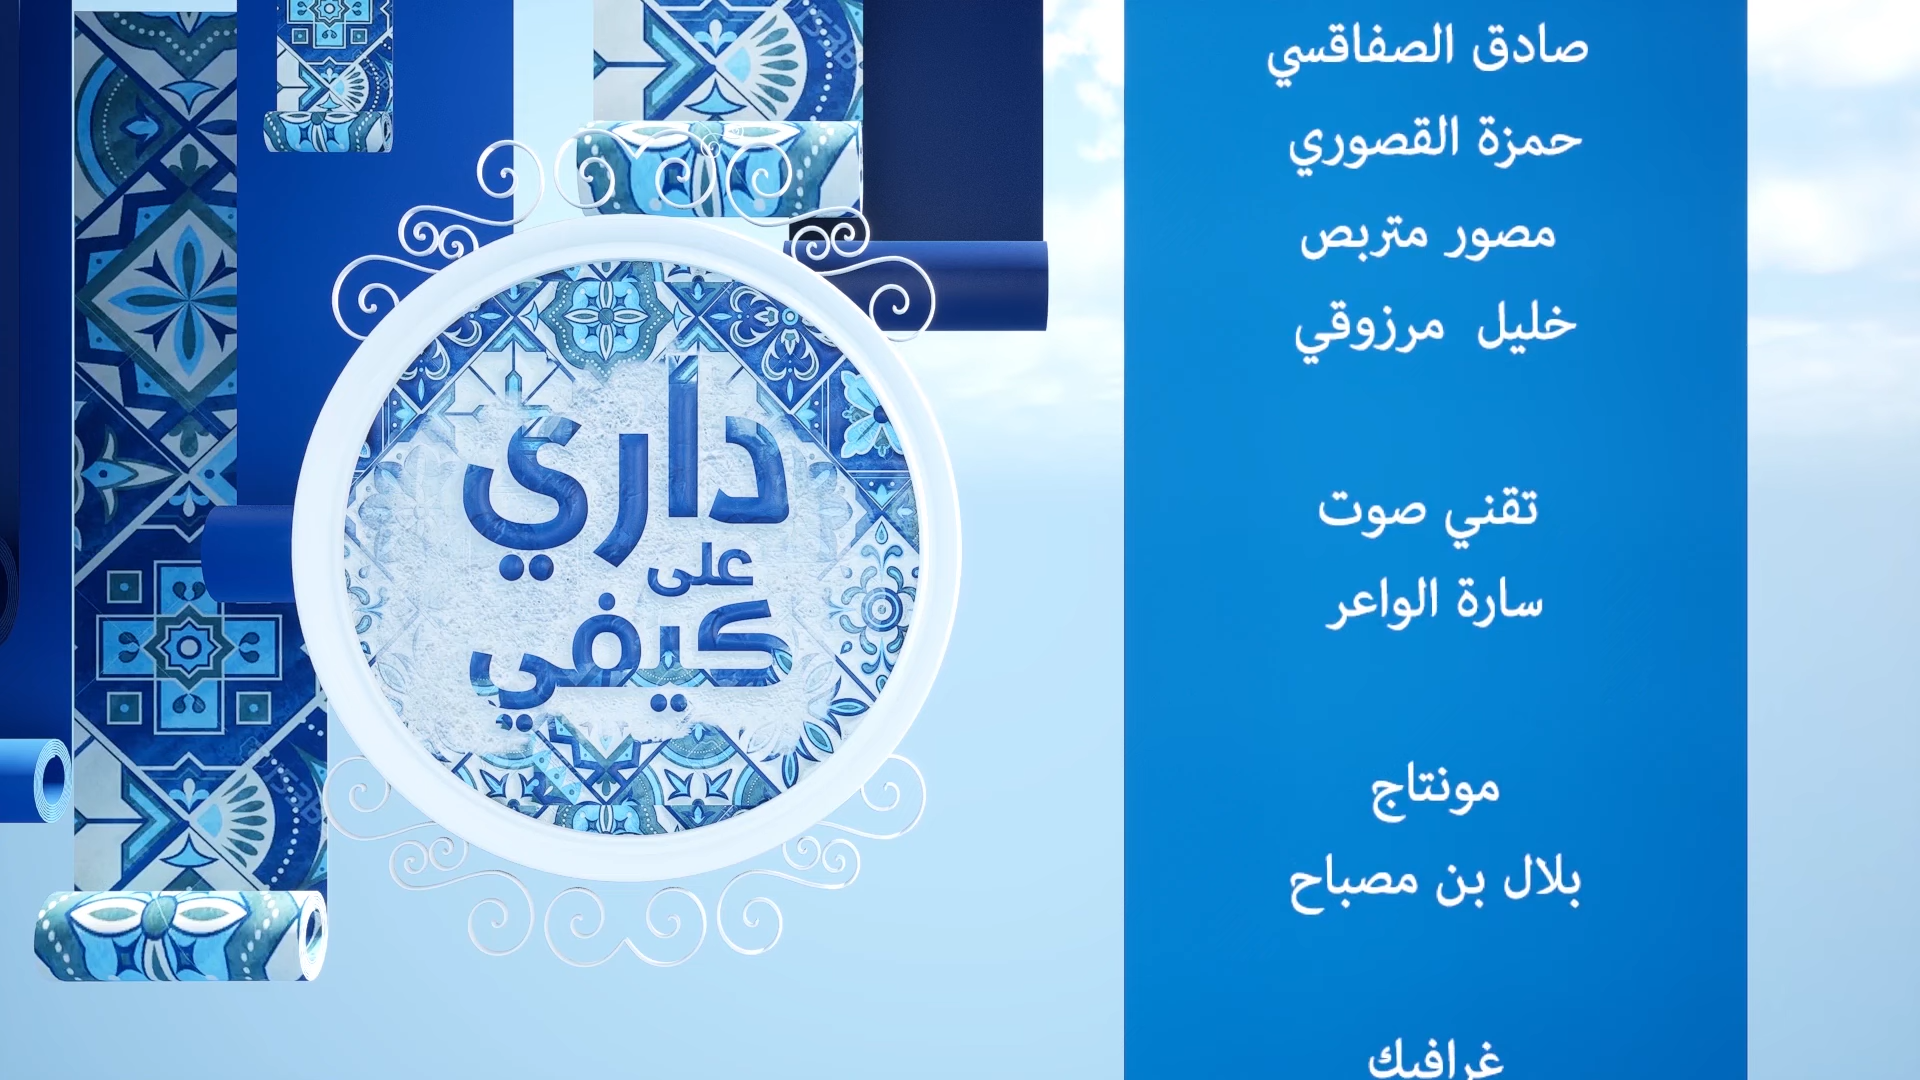 داري
على
كيفي
صادق الصفاقسي
حمزة القصوري
مصور متربص
خليل مرزوقي
تقني صوت
سارة الواعر
مونتاج
بلال بن مصباح
غرافيك